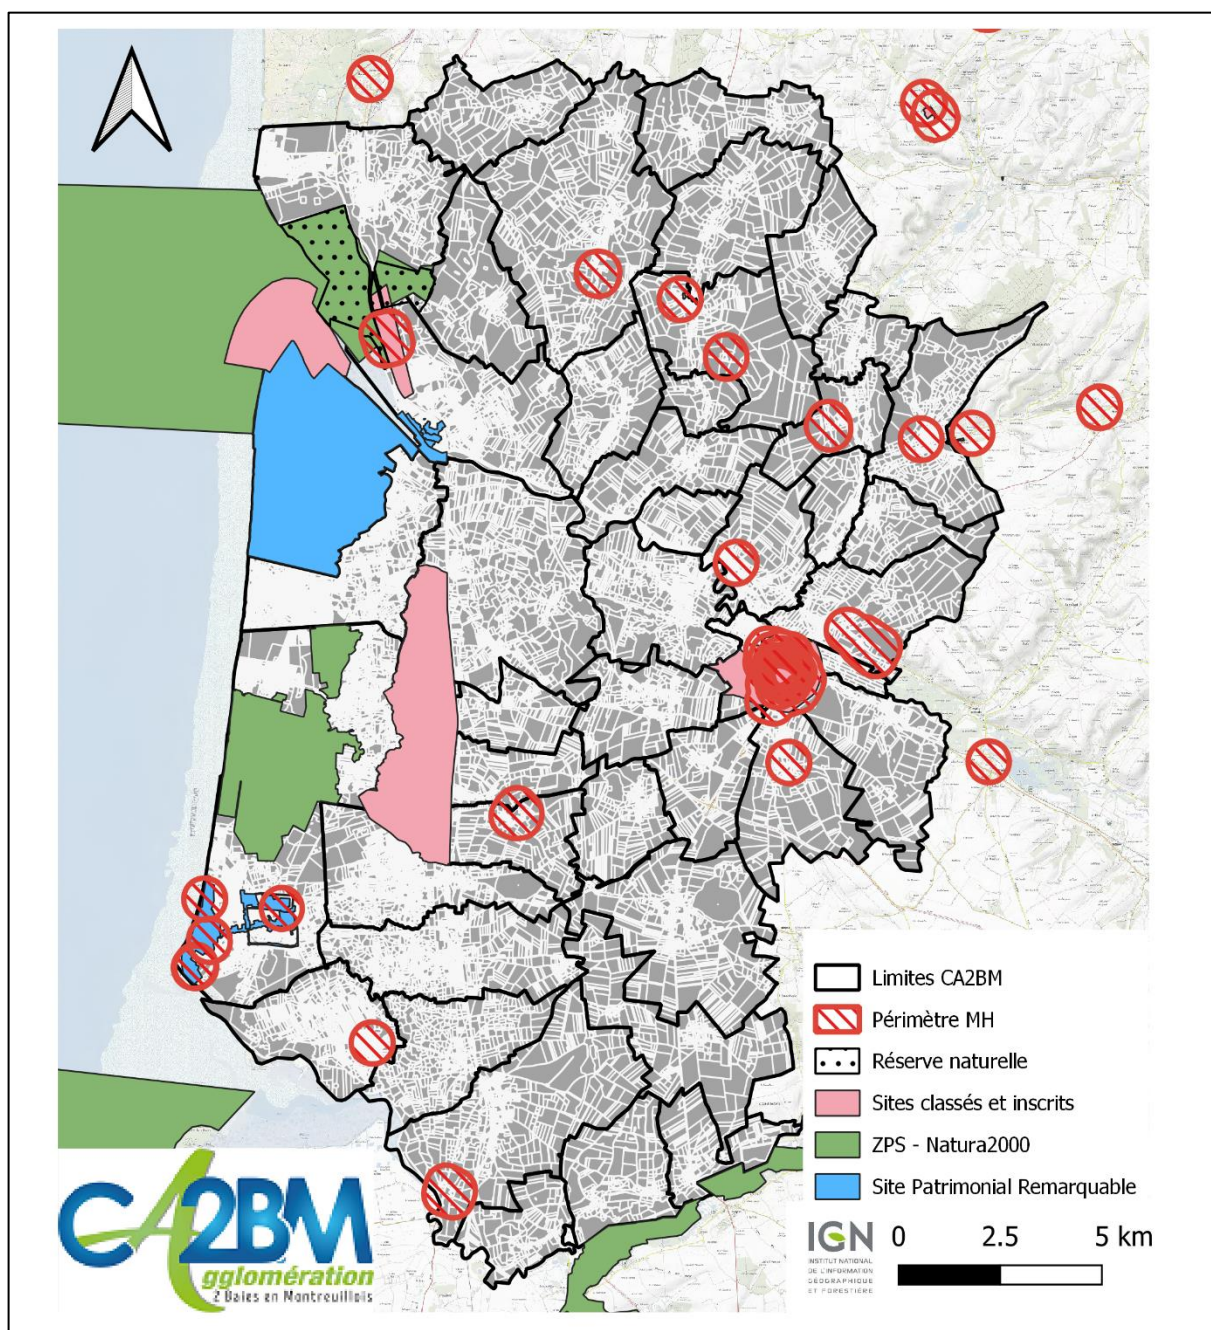 Limites CA2BM
Périmètre MH
Réserve naturelle
Sites classés et inscrits
ZPS - Natura2000
Site Patrimonial Remarquable
CA2BM
Agglomération
2 Baies en Montreuillois
IGN
INSTITUT NATIONAL
DE L'INFORMATION
GÉOGRAPHIQUE
ET FORESTIÈRE
0 2.5 5 km